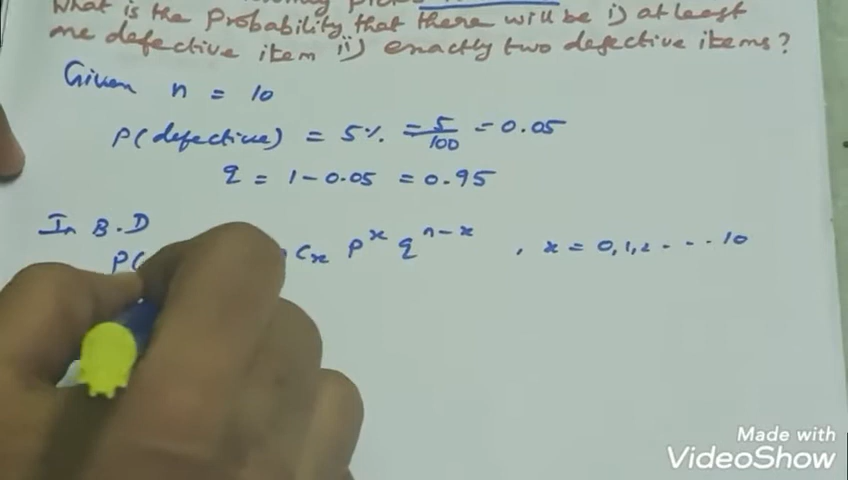 What is the Probability that there will be i) at least
one defective item ii) exactly two defective items?
Given n = 10
P(defective) = 5% = 5/100 = 0.05
q = 1 - 0.05 = 0.95
In B.D
P( Cx p^x q^n-x , x = 0,1,2 - - - 10
Made with
VideoShow